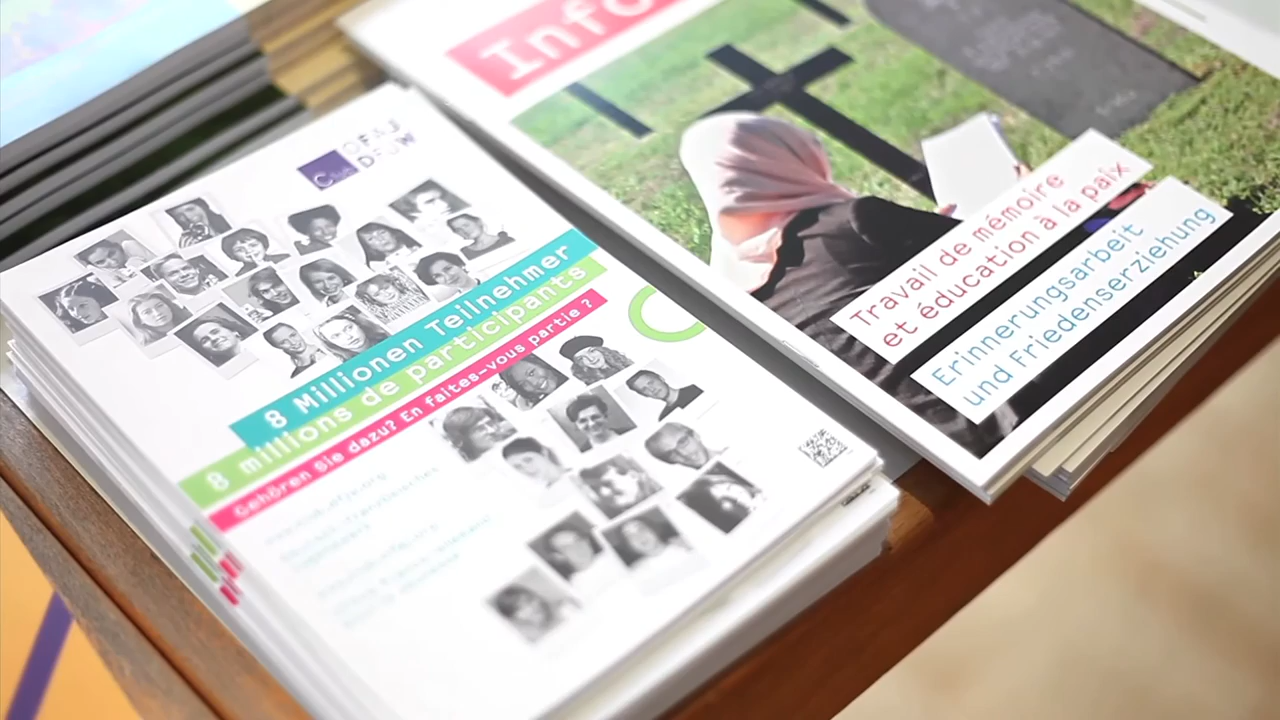 Club
OFAJ
DFJW
8 Millionen Teilnehmer
8 millions de participants
Gehören Sie dazu? En faites-vous partie ?
Info
Travail de mémoire
et éducation à la paix
Erinnerungsarbeit
und Friedenserziehung